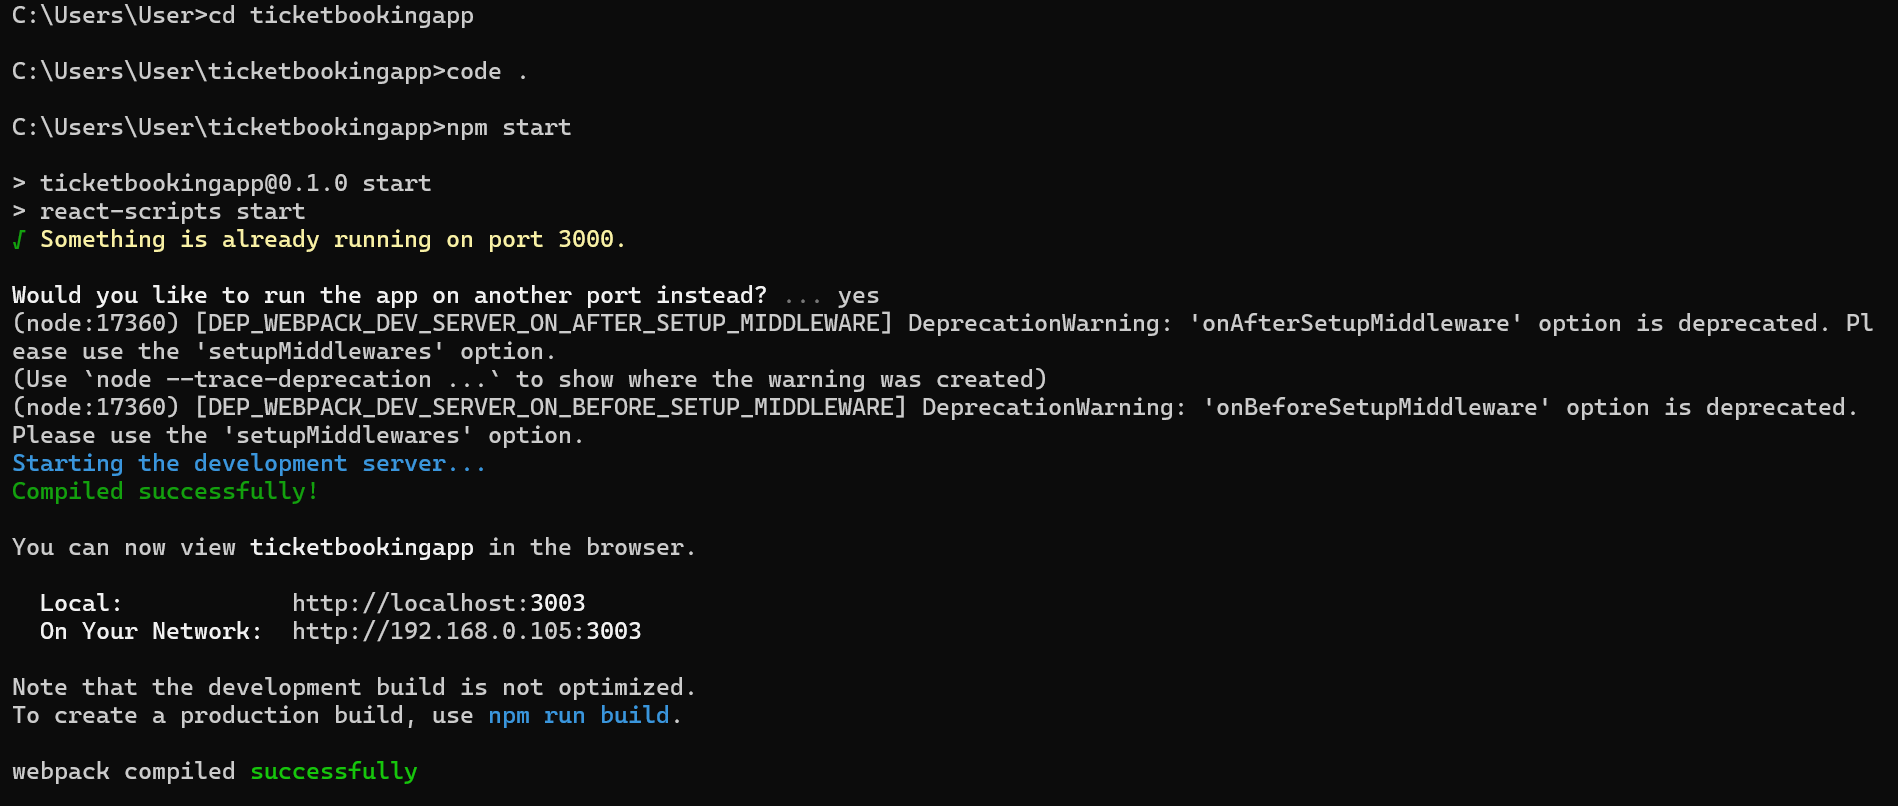 C:\Users\User>cd ticketbookingapp
C:\Users\User\ticketbookingapp>code .
C:\Users\User\ticketbookingapp>npm start
> ticketbookingapp@0.1.0 start
> react-scripts start
√ Something is already running on port 3000.
Would you like to run the app on another port instead? ... yes
(node:17360) [DEP_WEBPACK_DEV_SERVER_ON_AFTER_SETUP_MIDDLEWARE] DeprecationWarning: 'onAfterSetupMiddleware' option is deprecated. Pl
ease use the 'setupMiddlewares' option.
(Use `node --trace-deprecation ...` to show where the warning was created)
(node:17360) [DEP_WEBPACK_DEV_SERVER_ON_BEFORE_SETUP_MIDDLEWARE] DeprecationWarning: 'onBeforeSetupMiddleware' option is deprecated.
Please use the 'setupMiddlewares' option.
Starting the development server...
Compiled successfully!
You can now view ticketbookingapp in the browser.
Local: http://localhost:3003
On Your Network: http://192.168.0.105:3003
Note that the development build is not optimized.
To create a production build, use npm run build.
webpack compiled successfully